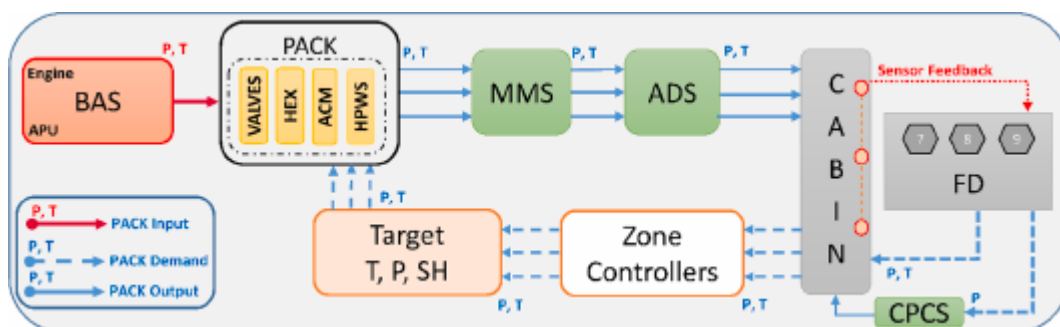 P, T
Engine
BAS
APU
PACK
VALVES
HEX
ACM
HPWS
P, T
MMS
P, T
ADS
P, T
C
A
B
I
N
Sensor Feedback
7
8
9
FD
P, T
P
CPCS
Zone
Controllers
P, T
Target
T, P, SH
P, T
P, T
P, T
PACK Input
P, T
PACK Demand
P, T
PACK Output